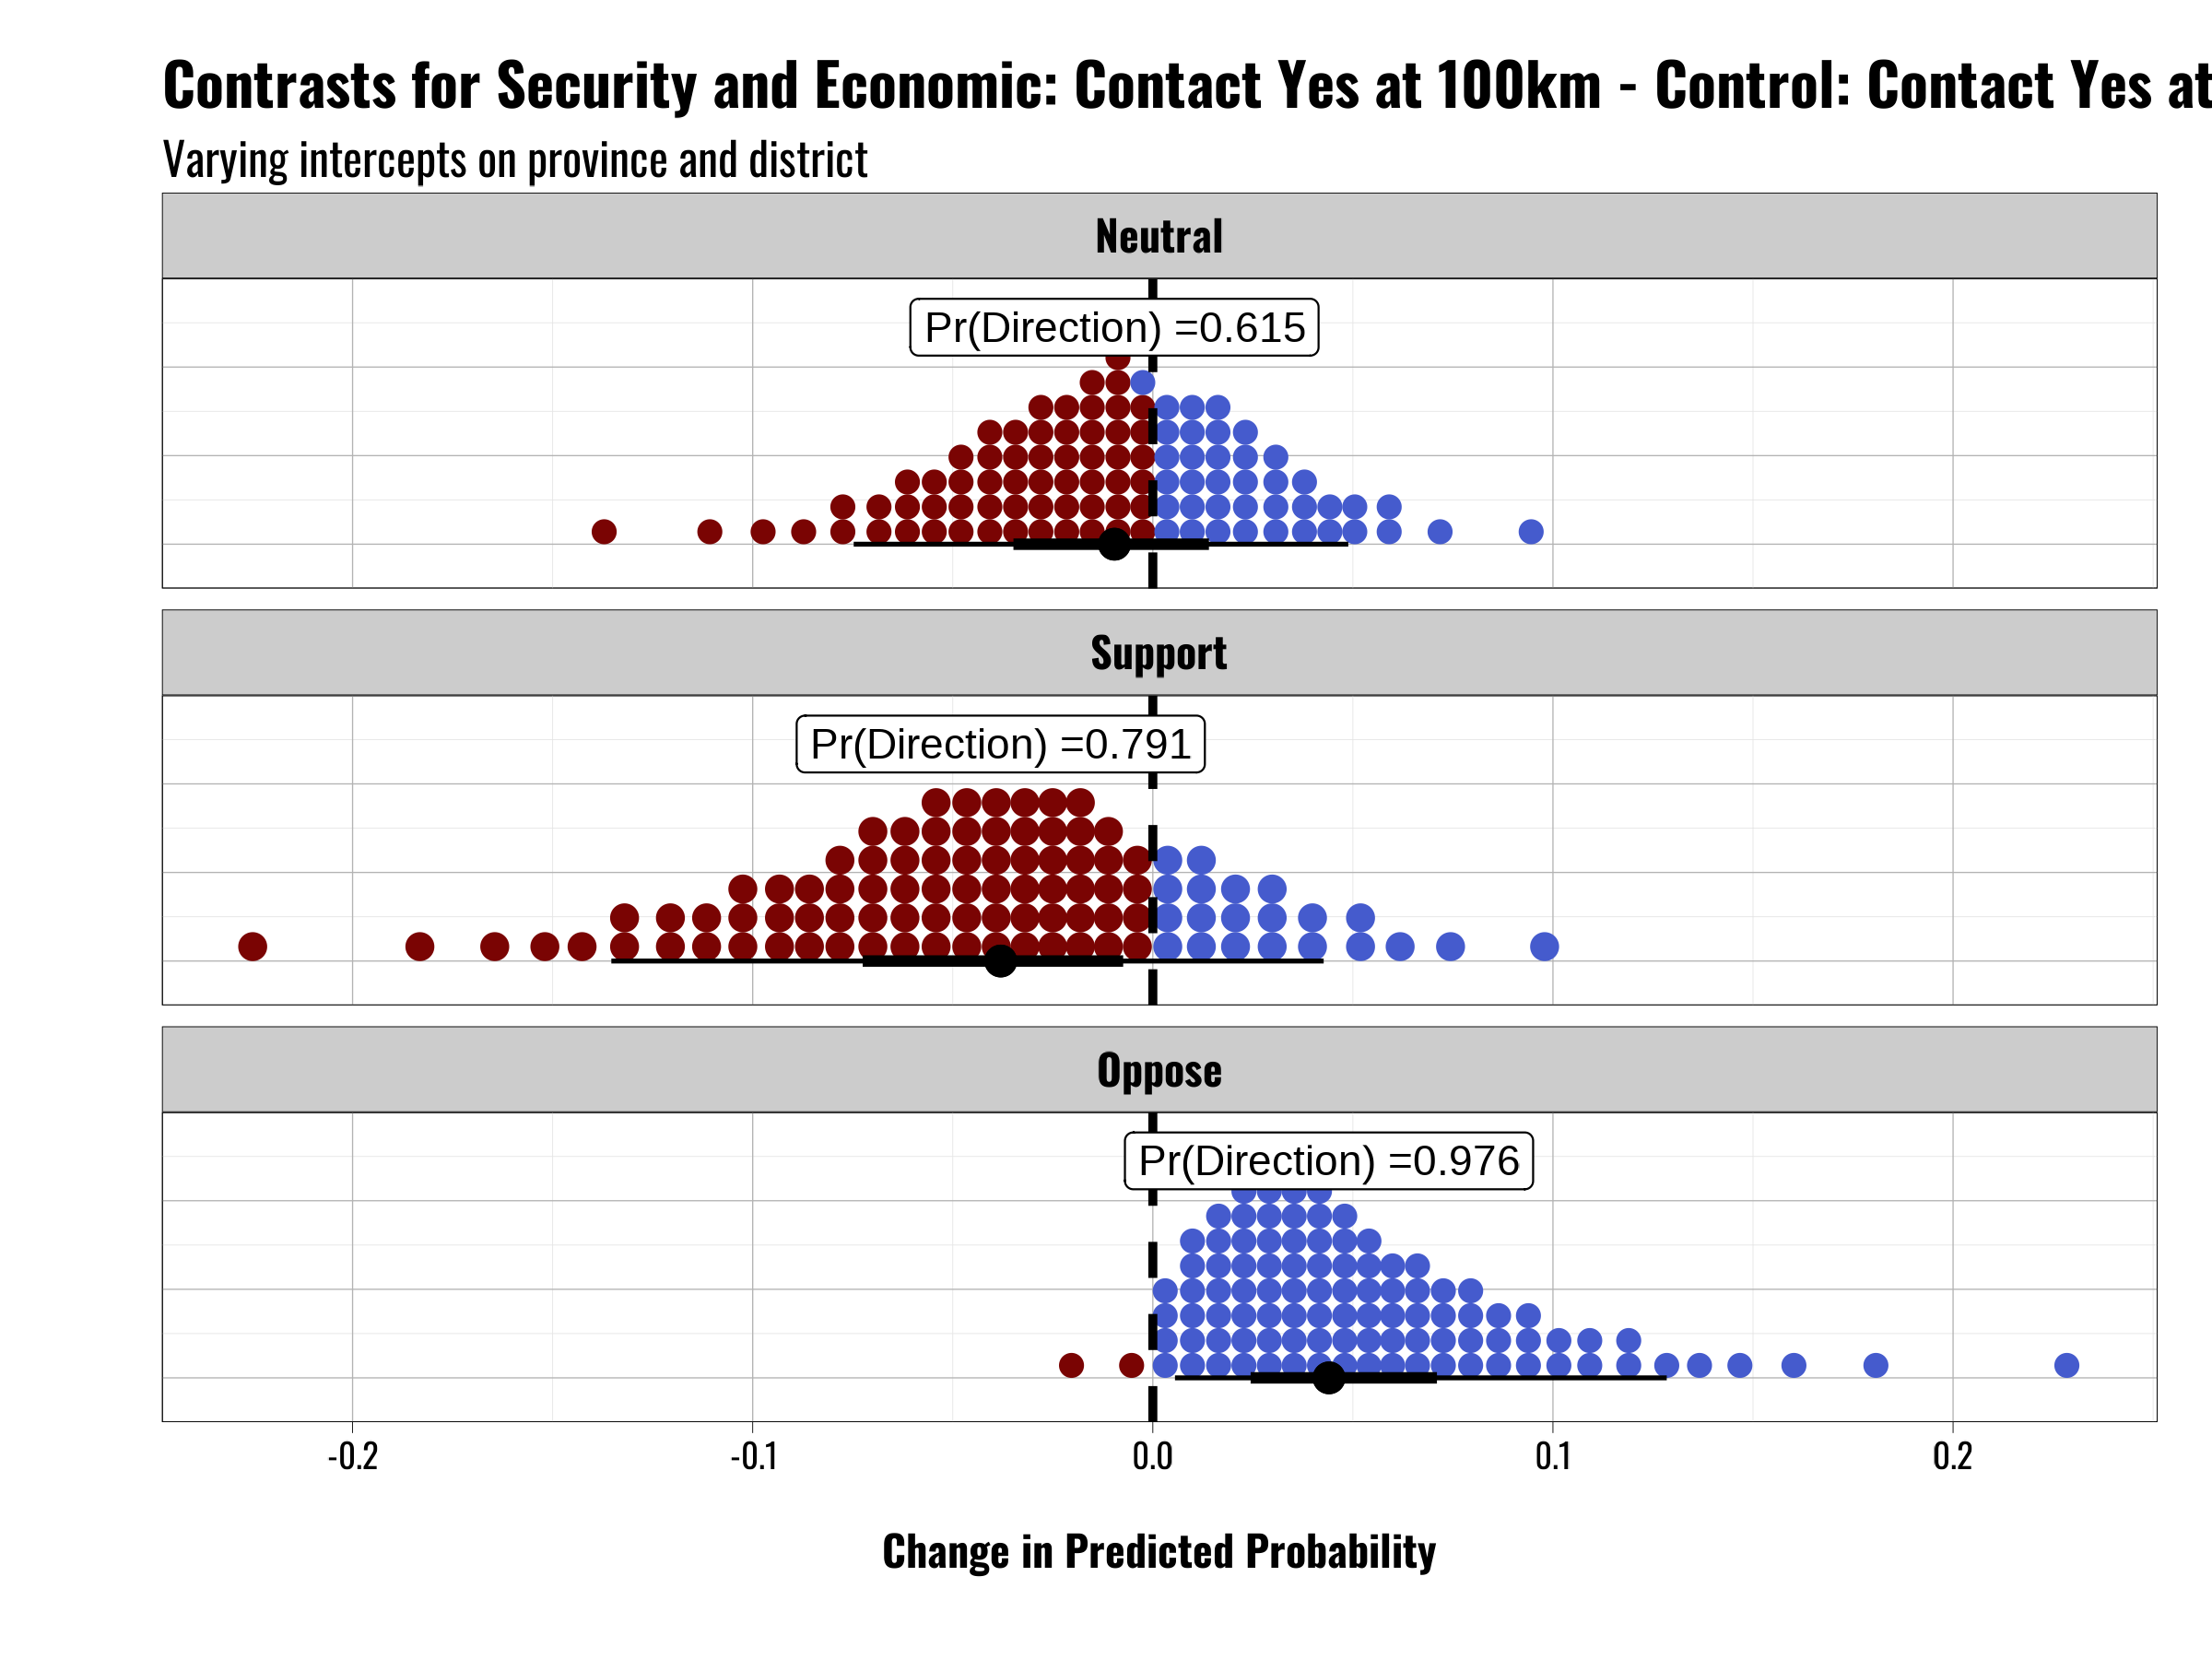 Contrasts for Security and Economic: Contact Yes at 100km - Control: Contact Yes at
Varying intercepts on province and district
Neutral
Pr(Direction) =0.615
Support
Pr(Direction) =0.791
Oppose
Pr(Direction) =0.976
-0.2 -0.1 0.0 0.1 0.2
Change in Predicted Probability